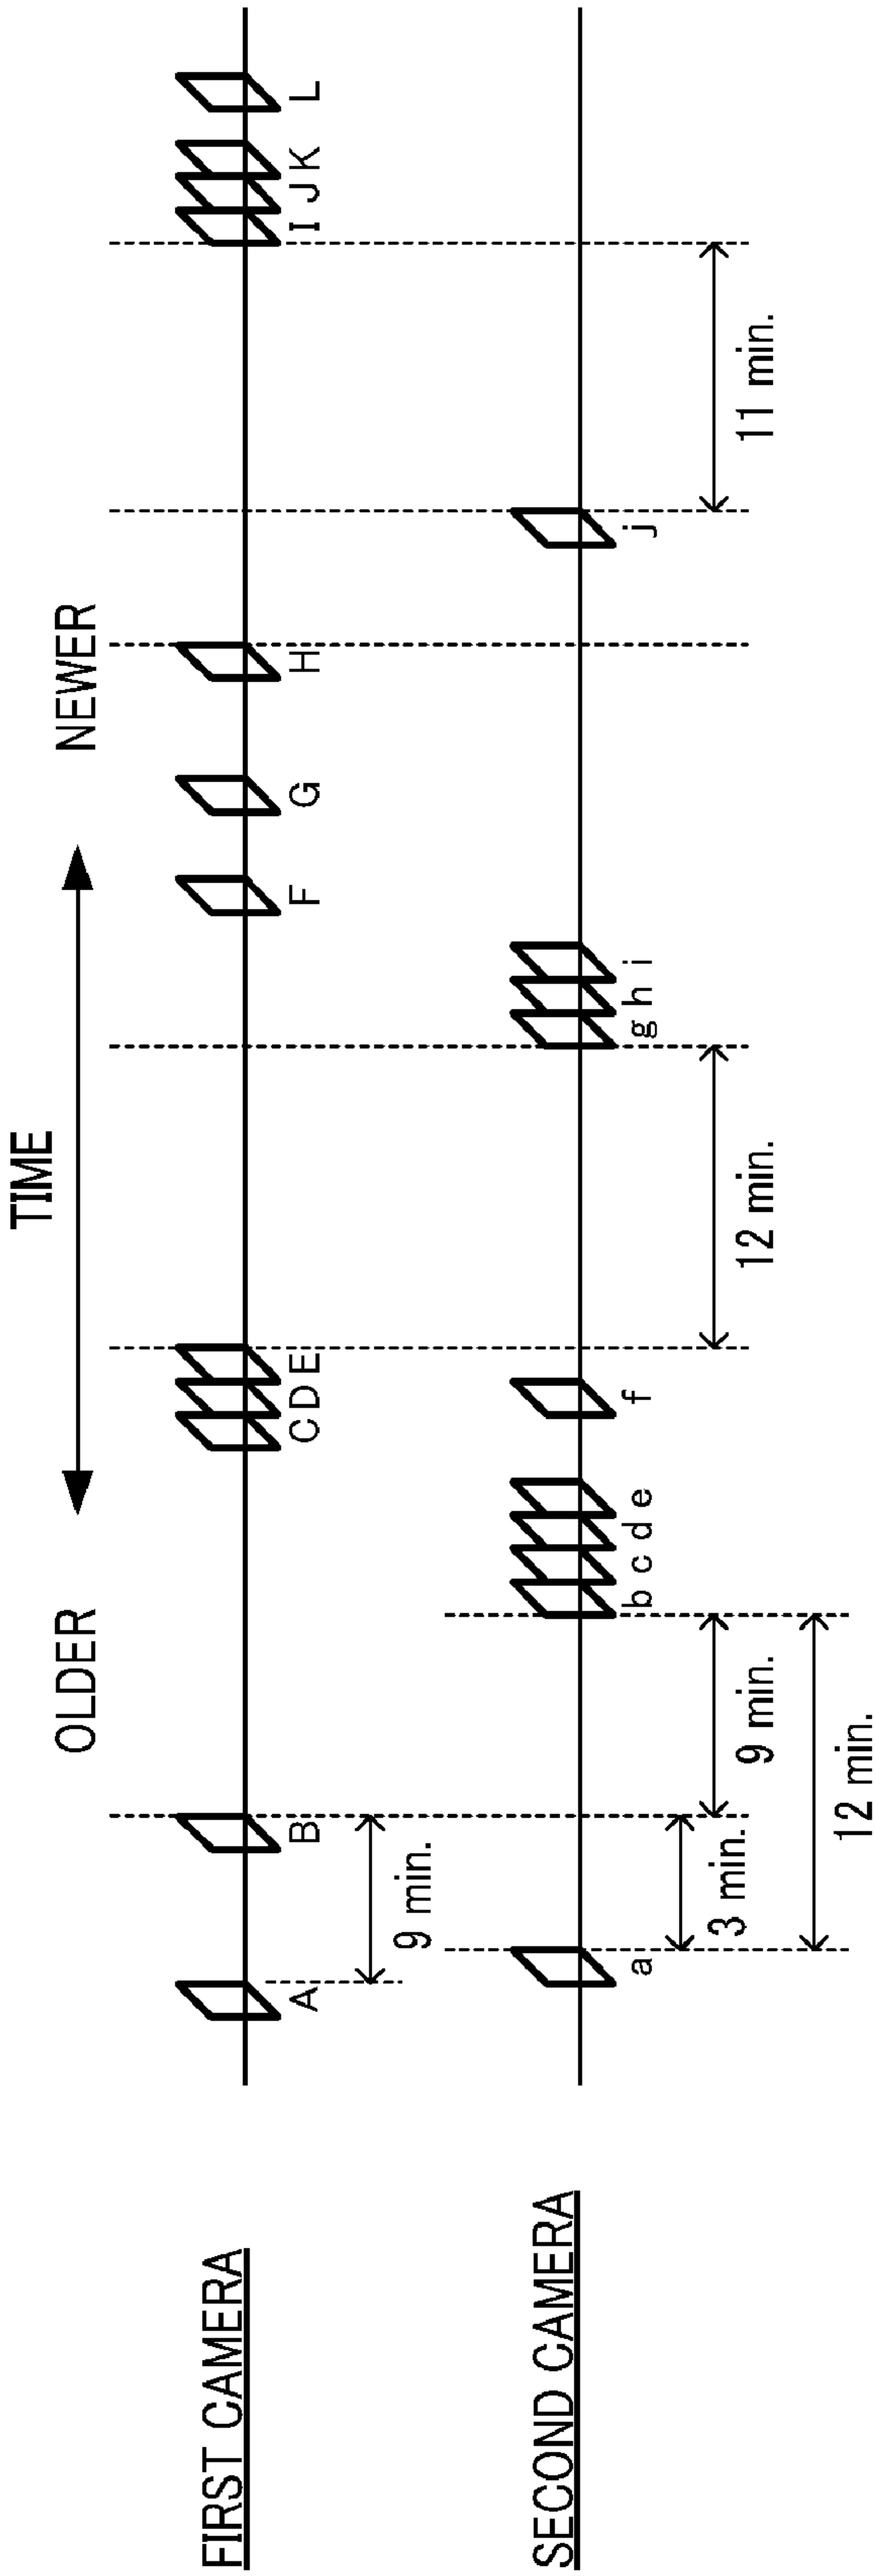 TIME
OLDER
NEWER
FIRST CAMERA
A B C D E F G H I J K L
9 min.
SECOND CAMERA
a b c d e f g h i j
3 min.
9 min.
12 min.
11 min.
12 min.